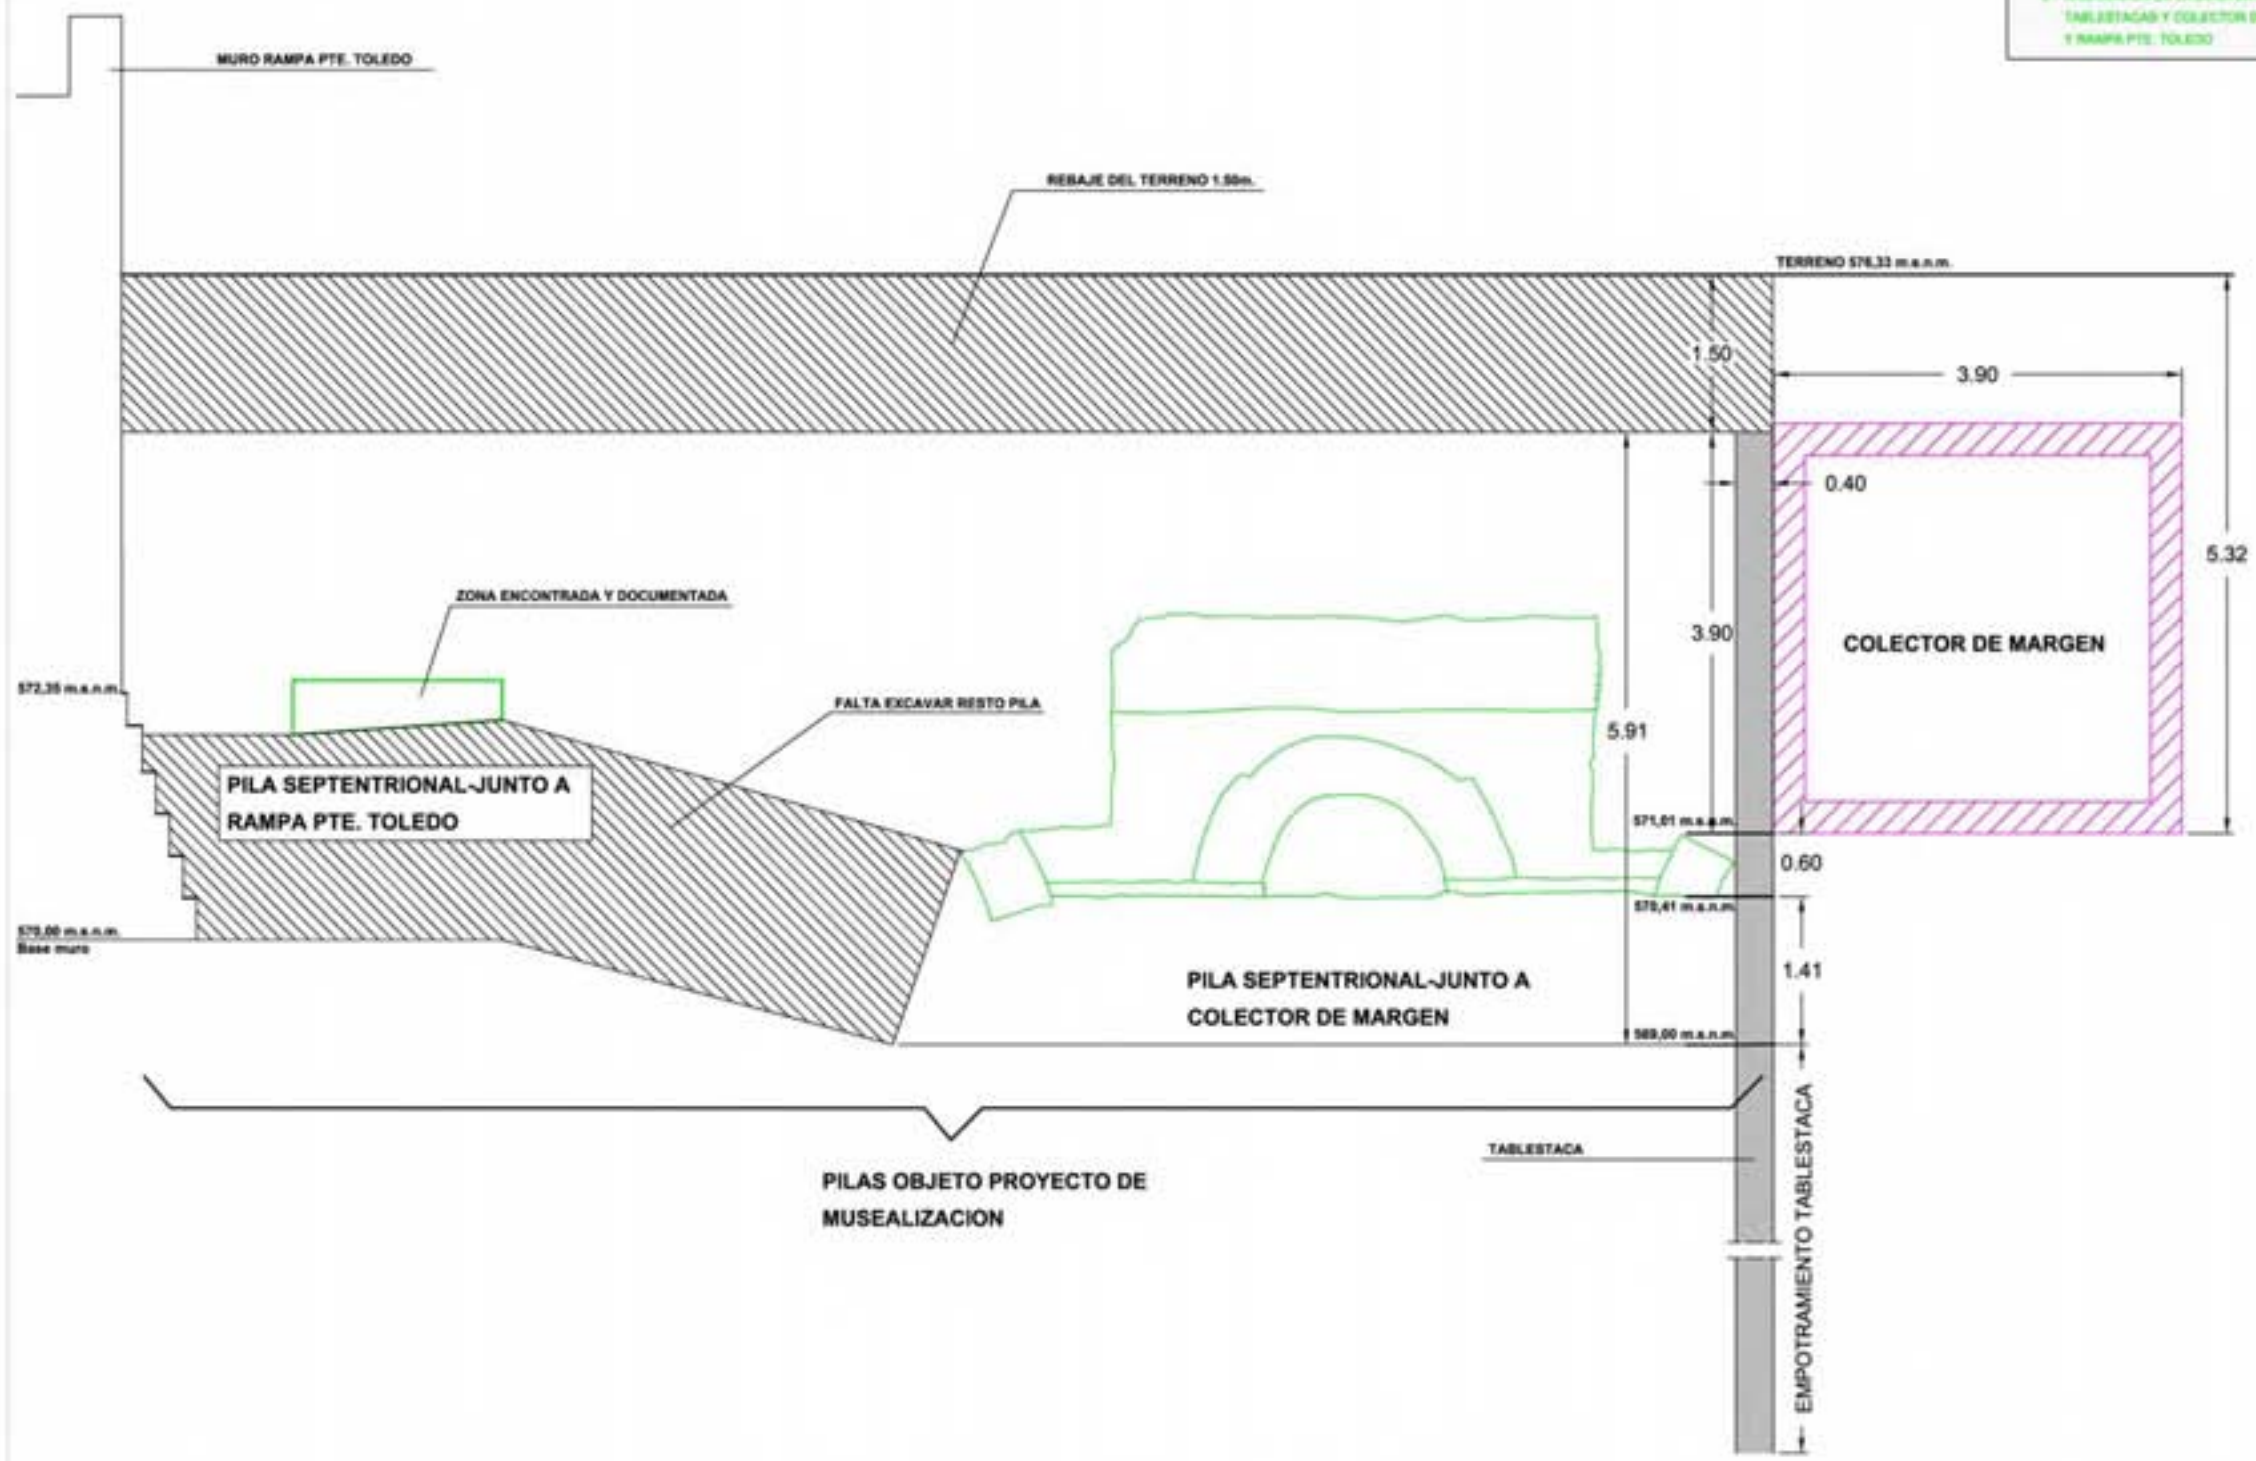 TABLESTACAS Y COLECTOR
Y RAMPA PTE. TOLEDO
MURO RAMPA PTE. TOLEDO
REBAJE DEL TERRENO 1.50m.
TERRENO 576,33 m.s.n.m.
1.50
3.90
0.40
5.32
ZONA ENCONTRADA Y DOCUMENTADA
3.90
COLECTOR DE MARGEN
572,35 m.s.n.m.
FALTA EXCAVAR RESTO PILA
5.91
PILA SEPTENTRIONAL-JUNTO A
RAMPA PTE. TOLEDO
571,01 m.s.n.m.
0.60
570,41 m.s.n.m
570,00 m.s.n.m.
Base muro
1.41
PILA SEPTENTRIONAL-JUNTO A
COLECTOR DE MARGEN
569,00 m.s.n.m
EMPOTRAMIENTO TABLESTACA
TABLESTACA
PILAS OBJETO PROYECTO DE
MUSEALIZACION